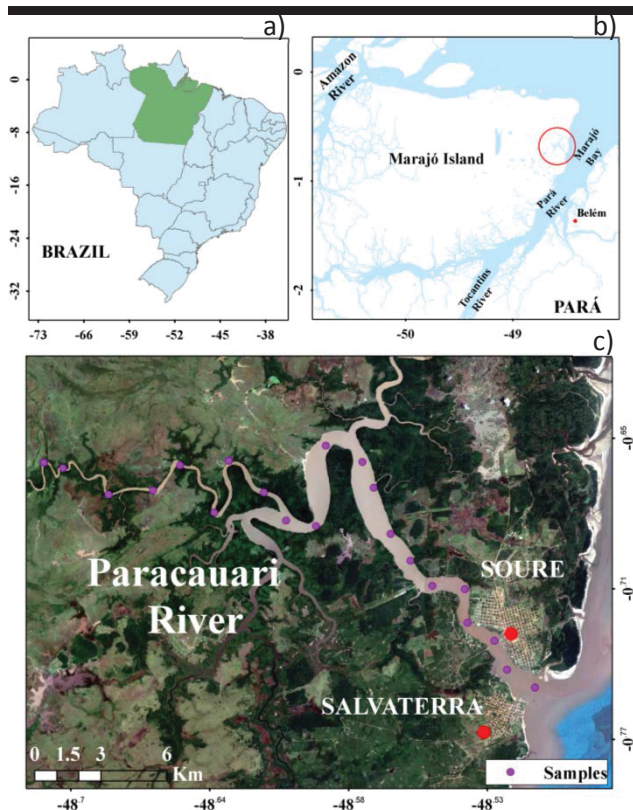 a)
0
-8
-16
-24
-32
BRAZIL
-73 -66 -59 -52 -45 -38
b)
0
-1
-2
Amazon
River
Marajó Island
Marajó
Bay
Pará
River
Belém
Tocantins
River
PARÁ
-50 -49
c)
-0.65
-0.71
-0.77
Paracauari
River
SOURE
SALVATERRA
0 1.5 3 6
Km
Samples
-48.7 -48.64 -48.58 -48.53